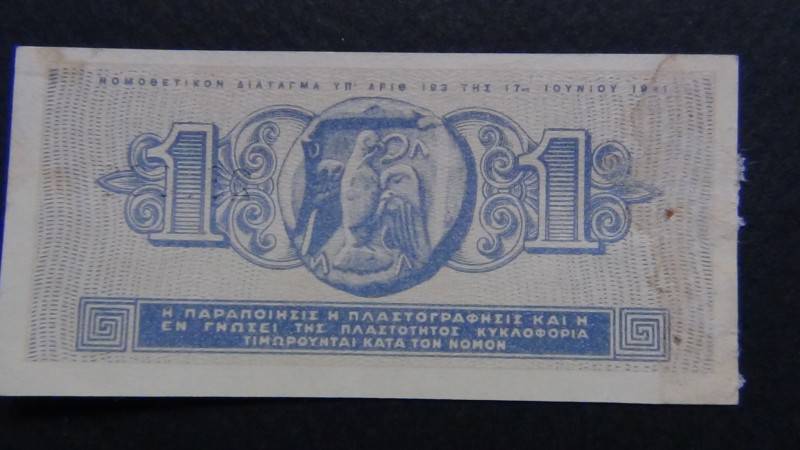 ΝΟΜΟΘΕΤΙΚΟΝ ΔΙΑΤΑΓΜΑ ΥΠ' ΑΡΙΘ 183 ΤΗΣ 17ης ΙΟΥΝΙΟΥ 1941
1 1
Η ΠΑΡΑΠΟΙΗΣΙΣ Η ΠΛΑΣΤΟΓΡΑΦΗΣΙΣ ΚΑΙ Η
ΕΝ ΓΝΩΣΕΙ ΤΗΣ ΠΛΑΣΤΟΤΗΤΟΣ ΚΥΚΛΟΦΟΡΙΑ
ΤΙΜΩΡΟΥΝΤΑΙ ΚΑΤΑ ΤΟΝ ΝΟΜΟΝ